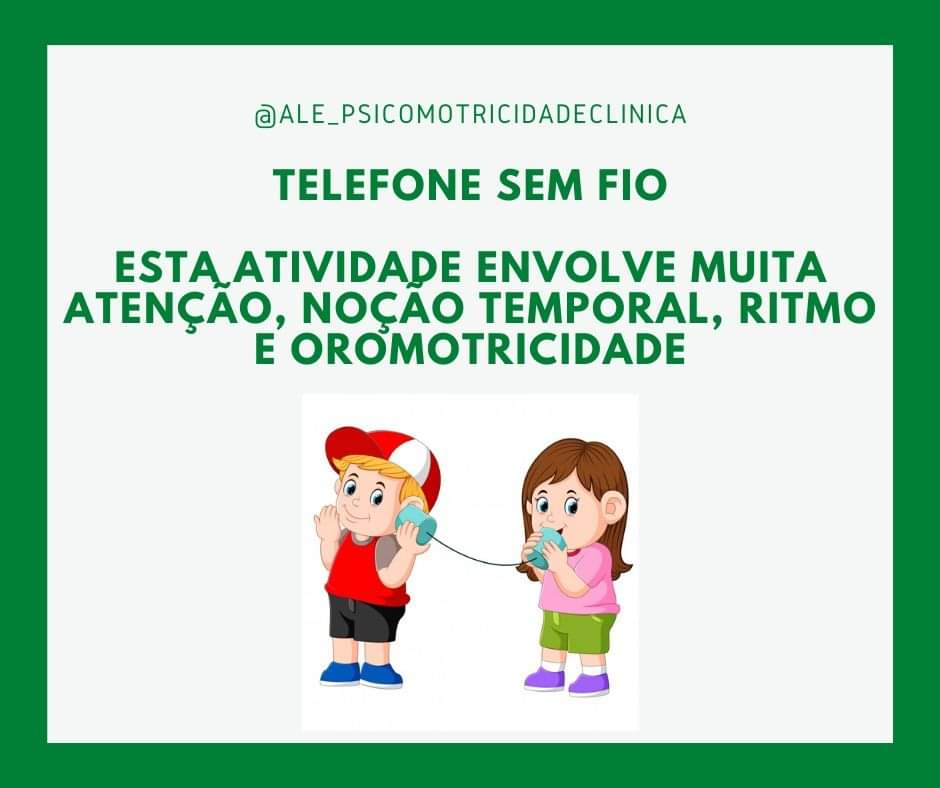 @ALE_PSICOMOTRICIDADECLINICA
TELEFONE SEM FIO
ESTA ATIVIDADE ENVOLVE MUITA
ATENÇÃO, NOÇÃO TEMPORAL, RITMO
E OROMOTRICIDADE